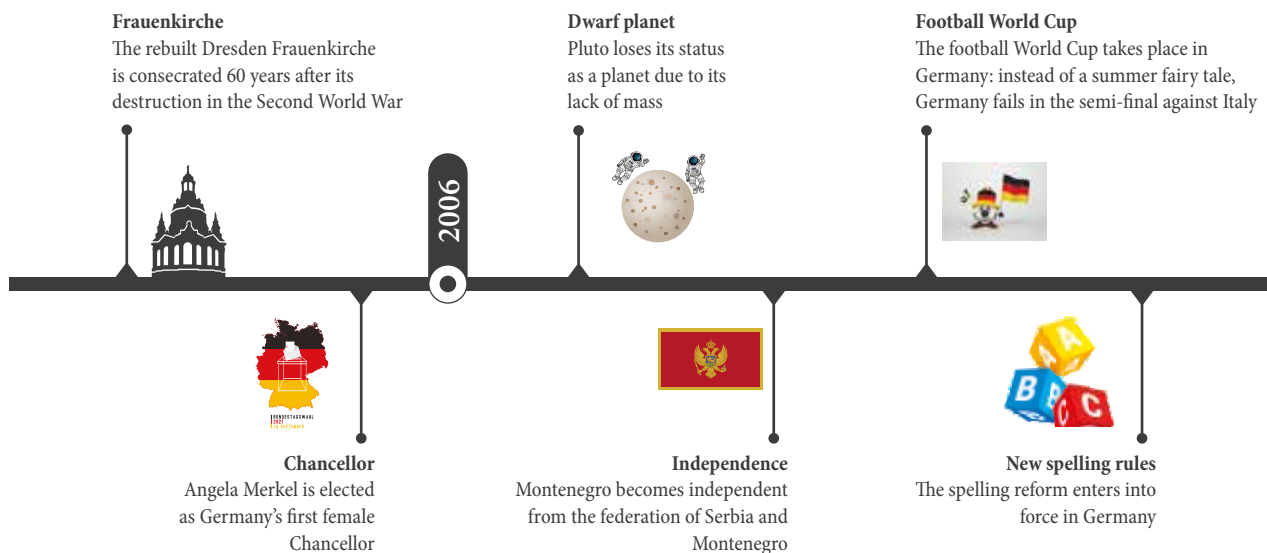 Frauenkirche
The rebuilt Dresden Frauenkirche
is consecrated 60 years after its
destruction in the Second World War
Dwarf planet
Pluto loses its status
as a planet due to its
lack of mass
Football World Cup
The football World Cup takes place in
Germany: instead of a summer fairy tale,
Germany fails in the semi-final against Italy
2006
A
A
B
B
C
C
BUNDESTAGSWAHL
2021
26. SEPTEMBER
Chancellor
Angela Merkel is elected
as Germany’s first female
Chancellor
Independence
Montenegro becomes independent
from the federation of Serbia and
Montenegro
New spelling rules
The spelling reform enters into
force in Germany